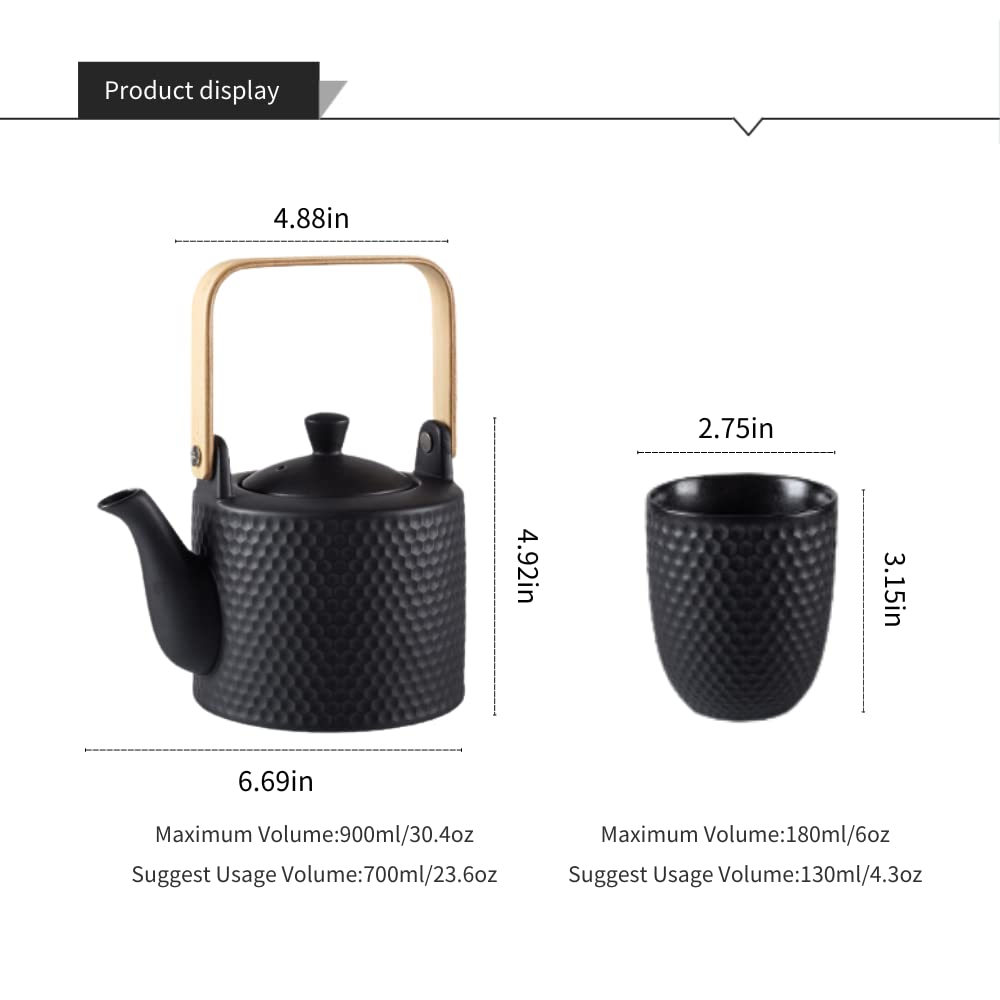 Product display
4.88in
2.75in
4.92in
3.15in
6.69in
Maximum Volume:900ml/30.4oz
Suggest Usage Volume:700ml/23.6oz
Maximum Volume:180ml/6oz
Suggest Usage Volume:130ml/4.3oz